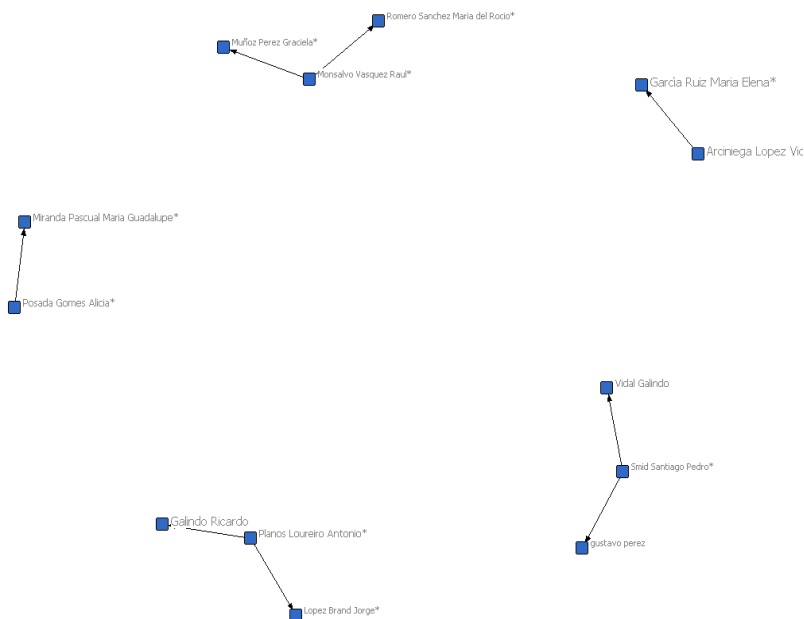 Romero Sanchez Maria del Rocio*
Muñoz Perez Graciela*
Monsalvo Vasquez Raul*
Garcìa Ruiz Maria Elena*
Arciniega Lopez Vic
Miranda Pascual Maria Guadalupe*
Posada Gomes Alicia*
Vidal Galindo
Smid Santiago Pedro*
Galindo Ricardo
Planos Loureiro Antonio*
gustavo perez
Lopez Brand Jorge*